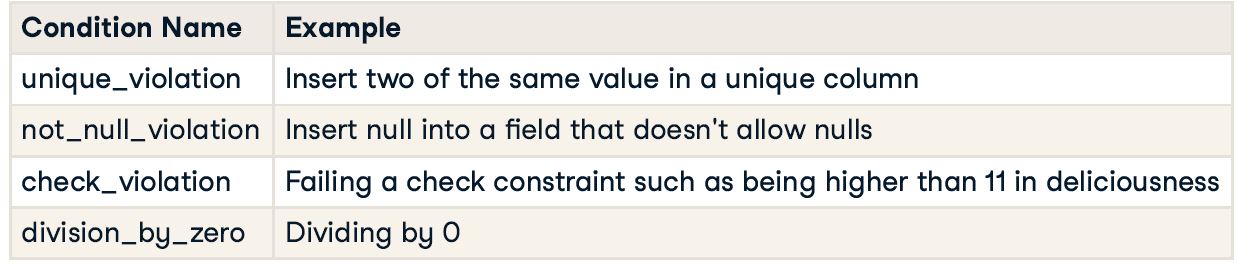 Condition Name Example
unique_violation Insert two of the same value in a unique column
not_null_violation Insert null into a field that doesn't allow nulls
check_violation Failing a check constraint such as being higher than 11 in deliciousness
division_by_zero Dividing by 0